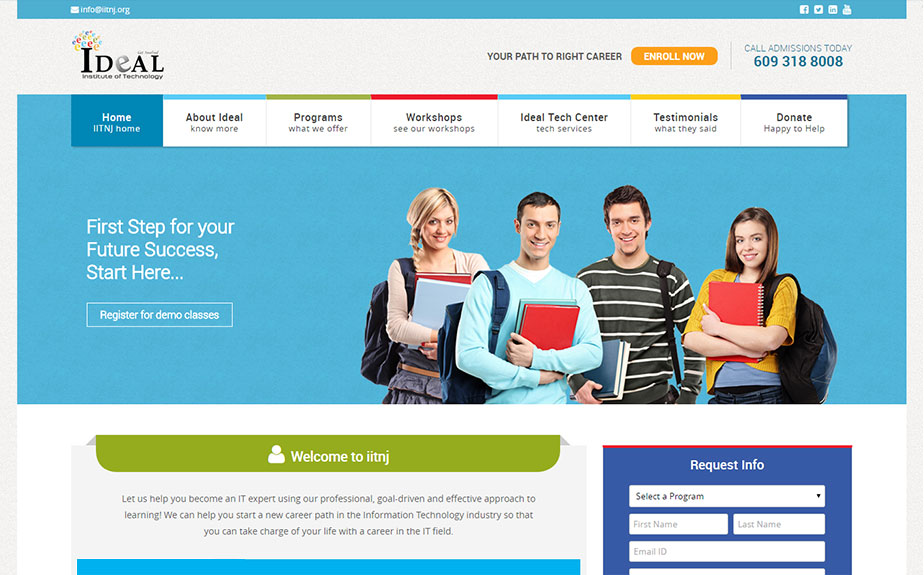 info@iitnj.org
IDeAL
Institute of Technology
YOUR PATH TO RIGHT CAREER
ENROLL NOW
CALL ADMISSIONS TODAY
609 318 8008
Home
IITNJ home
About Ideal
know more
Programs
what we offer
Workshops
see our workshops
Ideal Tech Center
tech services
Testimonials
what they said
Donate
Happy to Help
First Step for your
Future Success,
Start Here...
Register for demo classes
Welcome to iitnj
Let us help you become an IT expert using our professional, goal-driven and effective approach to
learning! We can help you start a new career path in the Information Technology industry so that
you can take charge of your life with a career in the IT field.
Request Info
Select a Program
First Name
Last Name
Email ID